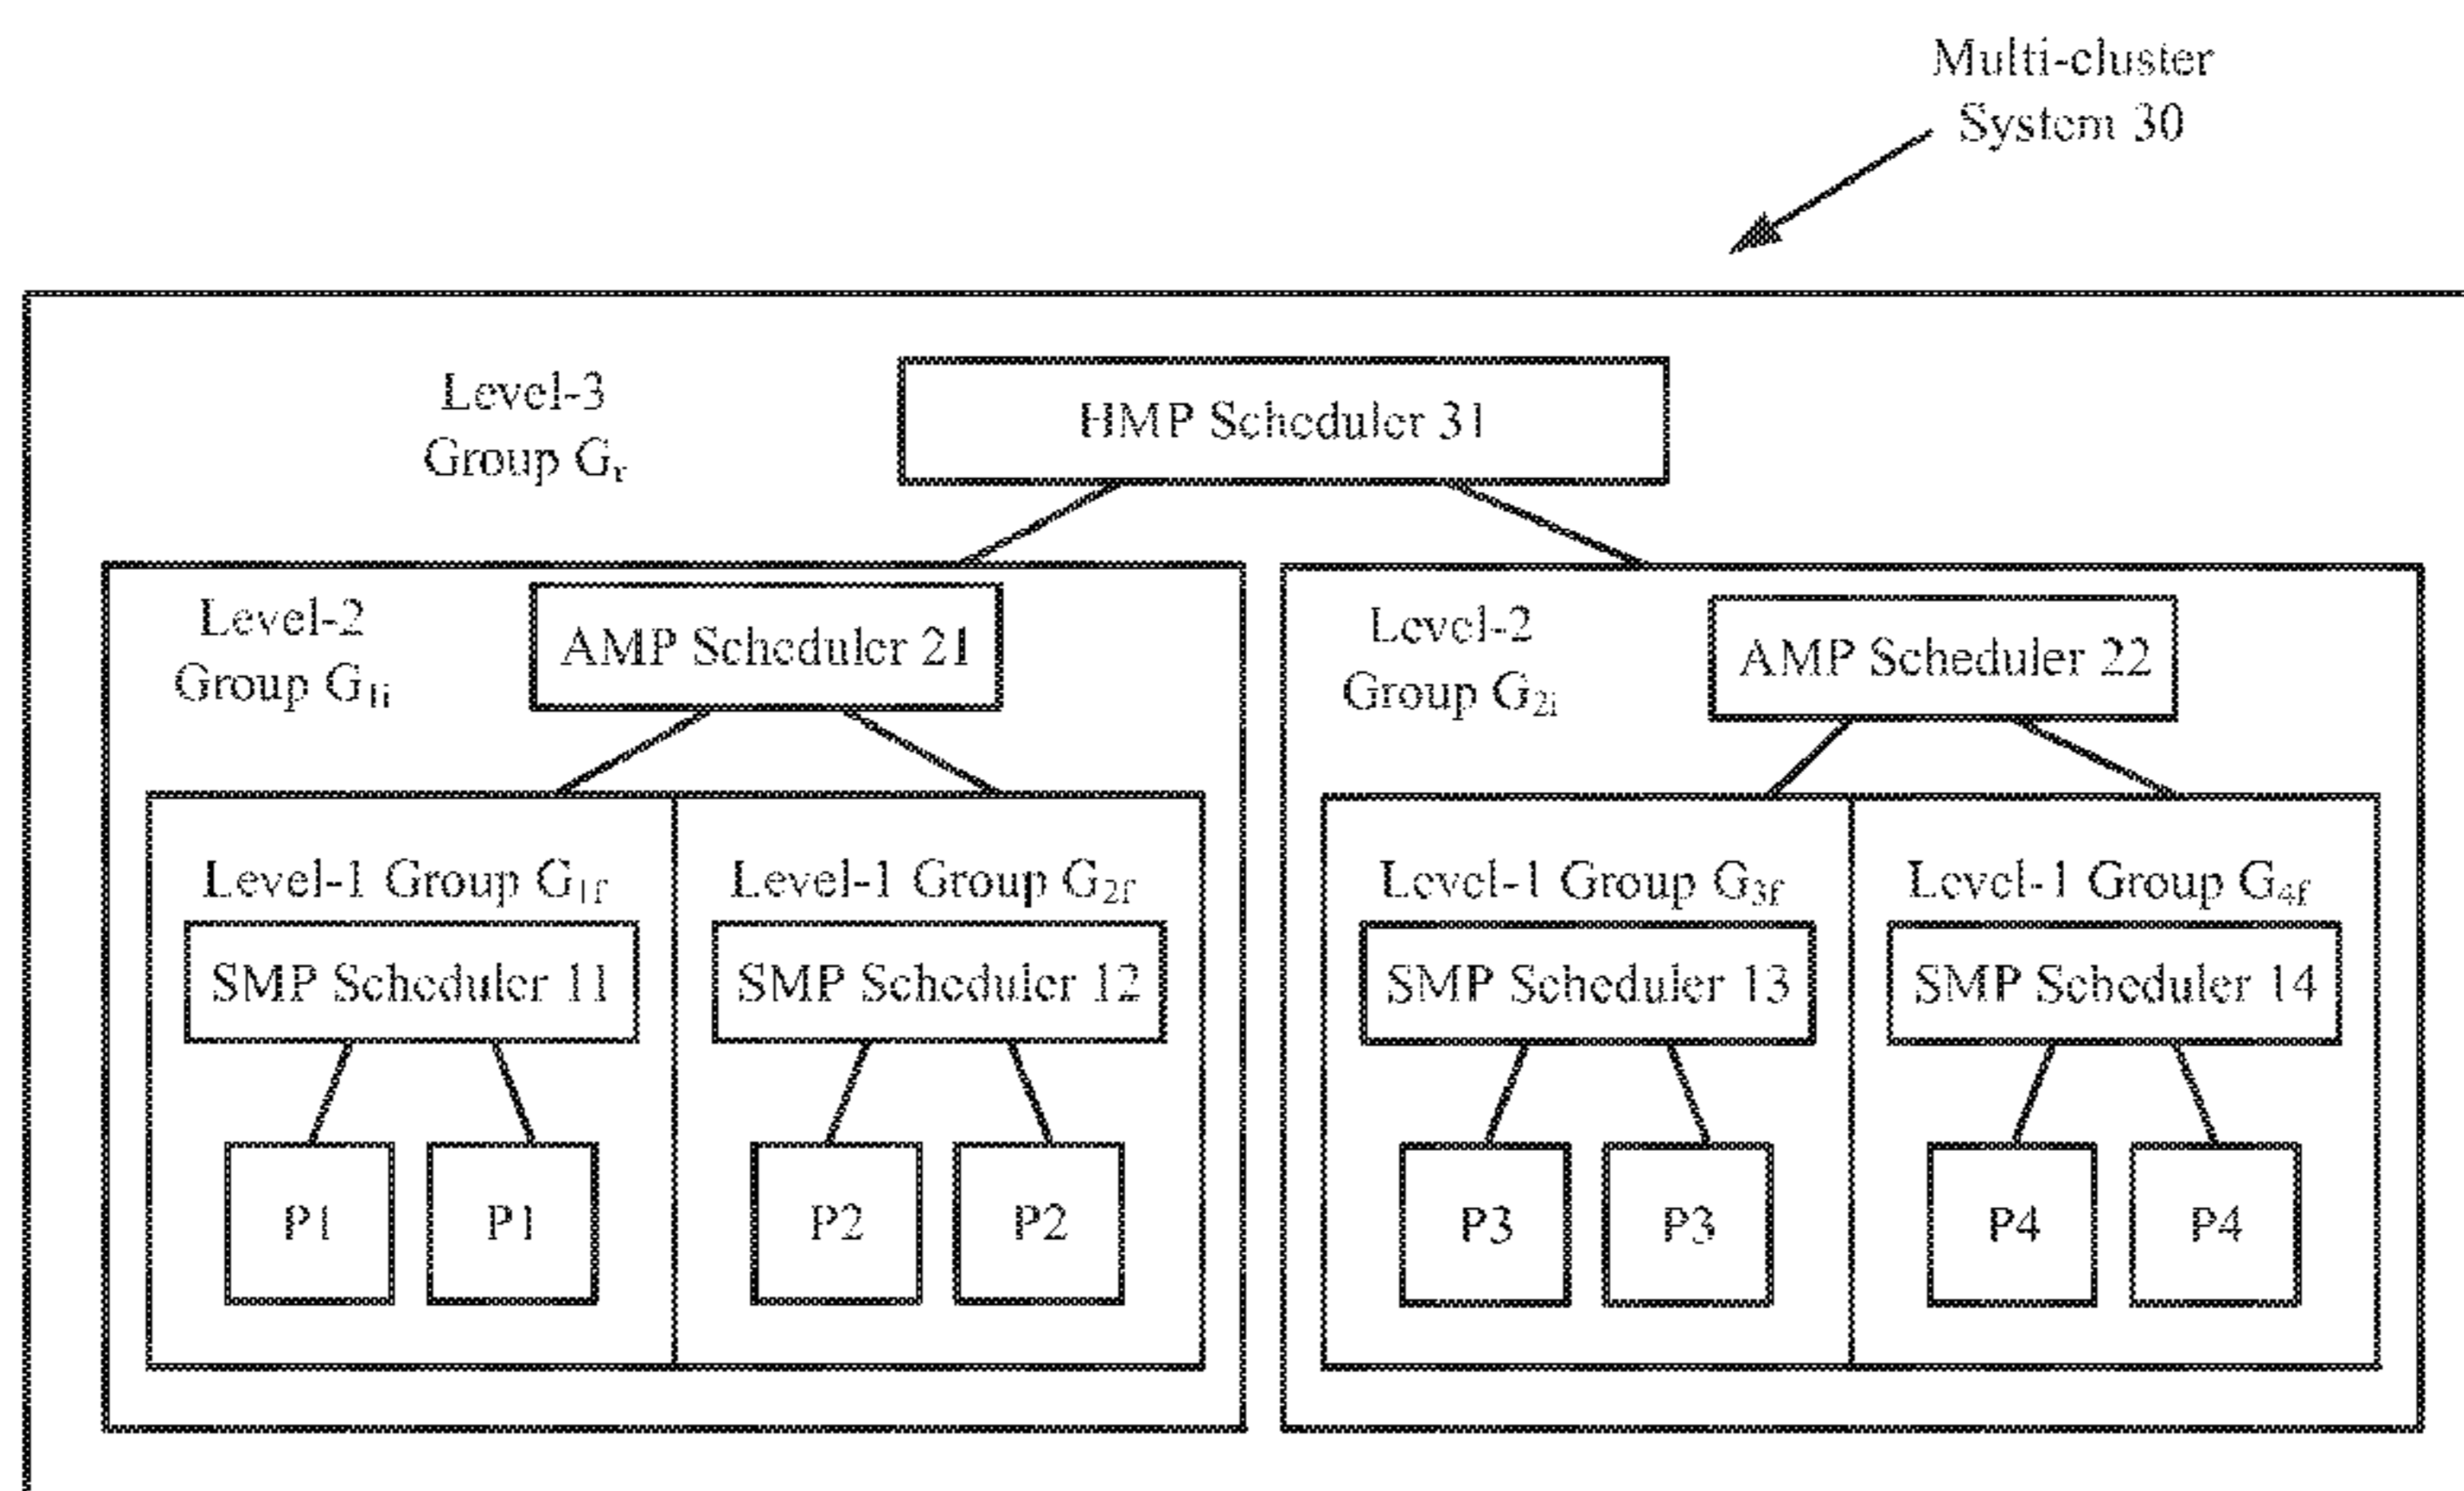 Multi-cluster
System 30
Level-3
Group Gr
HMP Scheduler 31
Level-2
Group G1i
AMP Scheduler 21
Level-2
Group G2i
AMP Scheduler 22
Level-1 Group G1f
Level-1 Group G2f
Level-1 Group G3f
Level-1 Group G4f
SMP Scheduler 11
SMP Scheduler 12
SMP Scheduler 13
SMP Scheduler 14
P1
P1
P2
P2
P3
P3
P4
P4